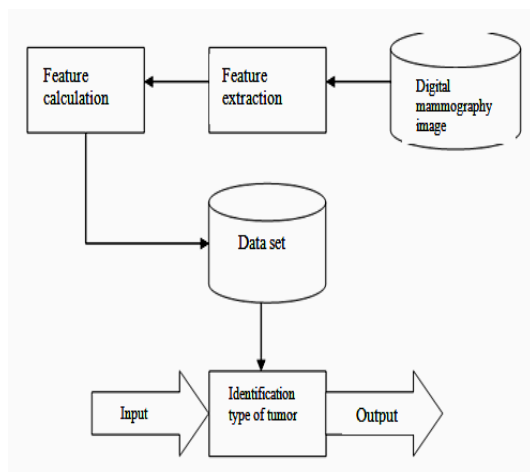 Feature
calculation
Feature
extraction
Digital
mammography
image
Data set
Input
Identification
type of tumor
Output